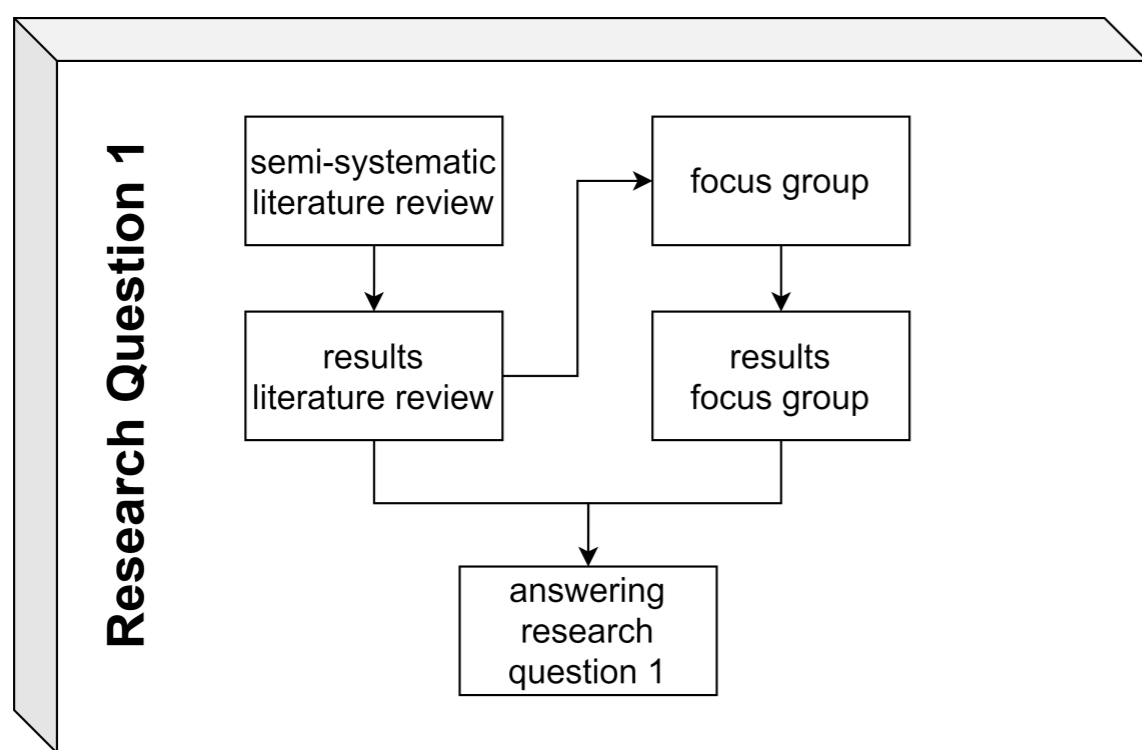 Research Question 1
semi-systematic
literature review
focus group
results
literature review
results
focus group
answering
research
question 1